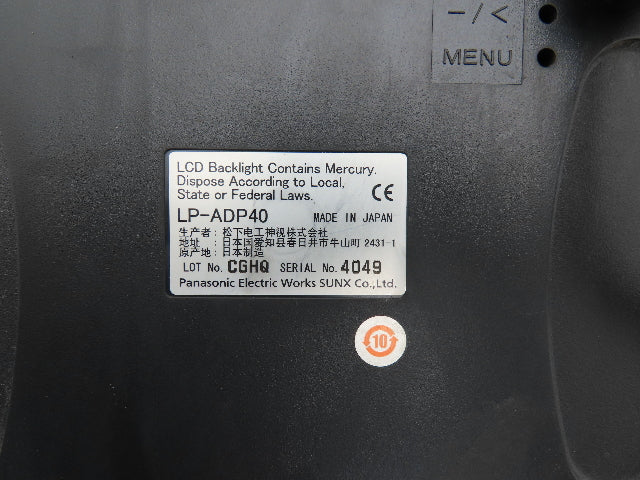 －/<
MENU
LCD Backlight Contains Mercury.
Dispose According to Local,
State or Federal Laws.
CE
LP-ADP40 MADE IN JAPAN
生产者：松下电工神视株式会社
地址：日本国爱知县春日井市牛山町 2431-1
原产地：日本制造
LOT No. CGHQ SERIAL No. 4049
Panasonic Electric Works SUNX Co.,Ltd.
10